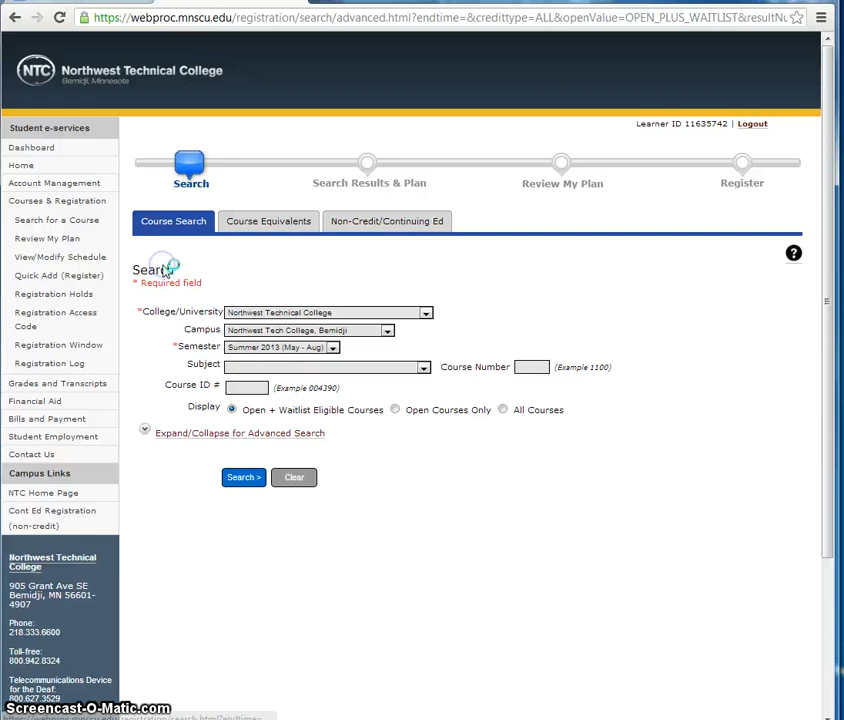 https://webproc.mnscu.edu/registration/search/advanced.html?endtime=&credittype=ALL&openValue=OPEN_PLUS_WAITLIST&resultNu
NTC Northwest Technical College
Bemidji, Minnesota
Learner ID 11635742 | Logout
Student e-services
Dashboard
Home
Account Management
Courses & Registration
Search for a Course
Review My Plan
View/Modify Schedule
Quick Add (Register)
Registration Holds
Registration Access
Code
Registration Window
Registration Log
Grades and Transcripts
Financial Aid
Bills and Payment
Student Employment
Contact Us
Campus Links
NTC Home Page
Cont Ed Registration
(non-credit)
Northwest Technical
College
905 Grant Ave SE
Bemidji, MN 56601-
4907
Phone:
218.333.6600
Toll-free:
800.942.8324
Telecommunications Device
for the Deaf:
800.627.3529
Search
Search Results & Plan
Review My Plan
Register
Course Search
Course Equivalents
Non-Credit/Continuing Ed
?
Search
* Required field
*College/University Northwest Technical College
Campus Northwest Tech College, Bemidji
*Semester Summer 2013 (May - Aug)
Subject Course Number (Example 1100)
Course ID # (Example 004390)
Display Open + Waitlist Eligible Courses Open Courses Only All Courses
Expand/Collapse for Advanced Search
Search > Clear
Screencast-O-Matic.com